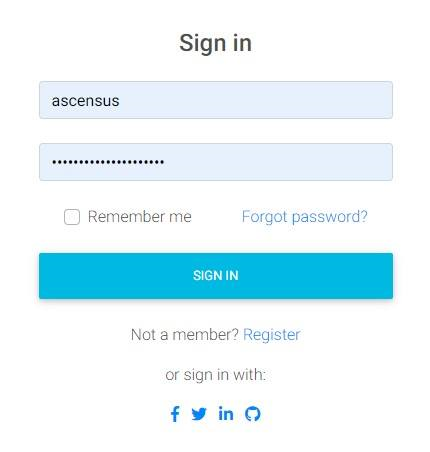 Sign in
ascensus
•••••••••••••••••••••
Remember me Forgot password?
SIGN IN
Not a member? Register
or sign in with: